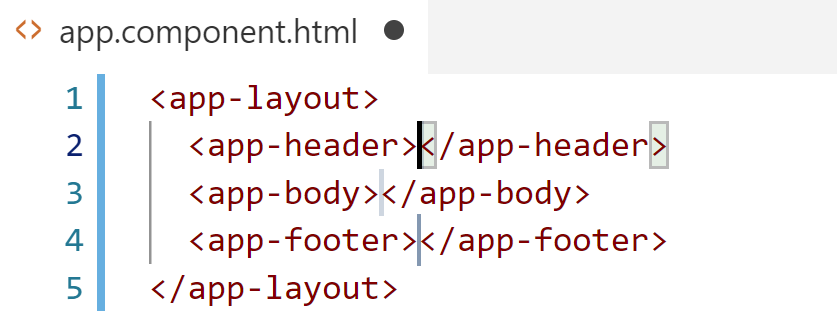 <> app.component.html ●
1 <app-layout>
2   <app-header></app-header>
3   <app-body></app-body>
4   <app-footer></app-footer>
5 </app-layout>